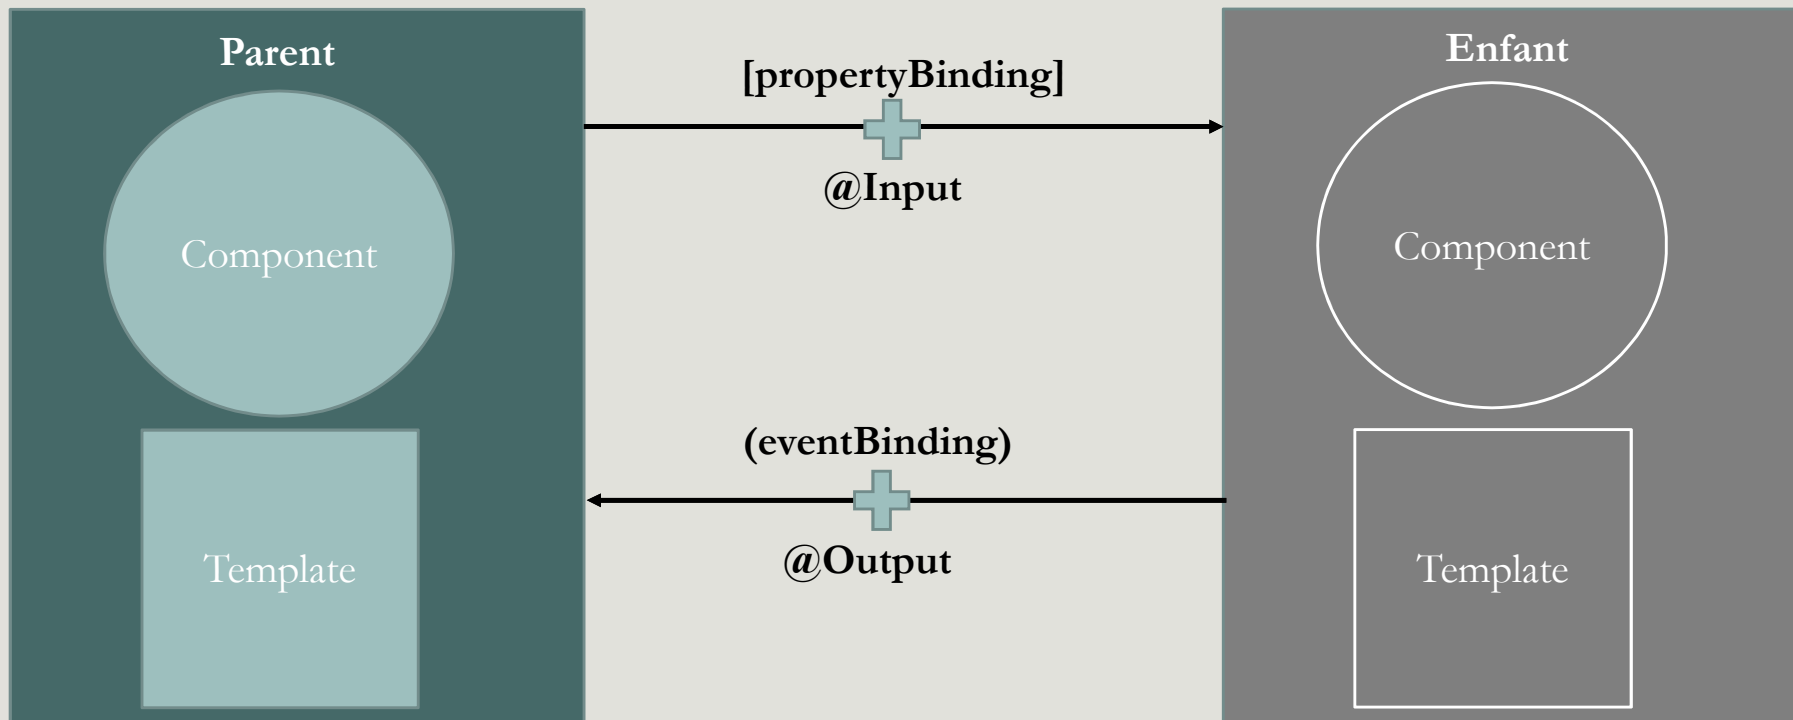 Parent
Component
Template
[propertyBinding]
@Input
(eventBinding)
@Output
Enfant
Component
Template